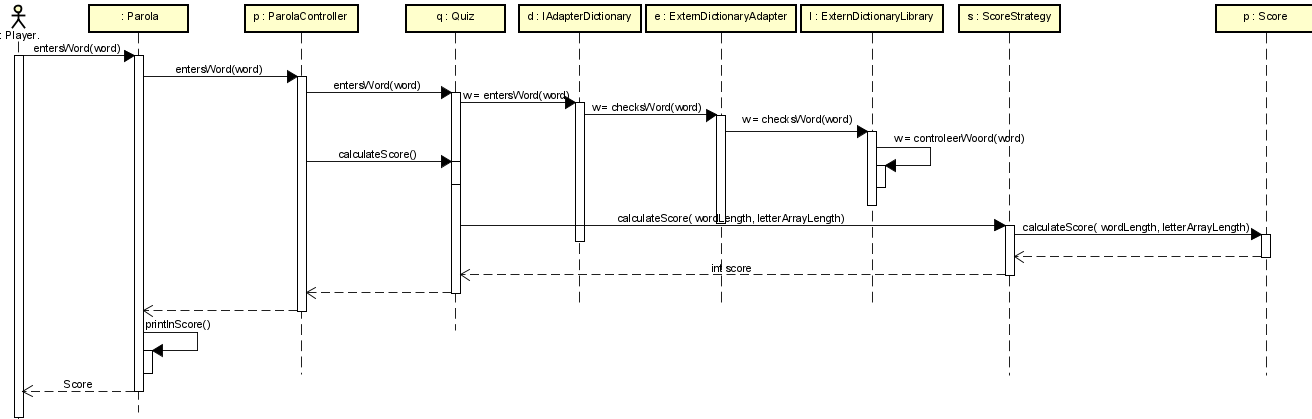 : Parola
p : ParolaController
q : Quiz
d : IAdapterDictionary
e : ExternDictionaryAdapter
l : ExternDictionaryLibrary
s : ScoreStrategy
p : Score
: Player.
entersWord(word)
entersWord(word)
entersWord(word)
w = entersWord(word)
w = checksWord(word)
w = checksWord(word)
w = controleerWoord(word)
calculateScore()
calculateScore( wordLength, letterArrayLength)
calculateScore( wordLength, letterArrayLength)
int score
printlnScore()
Score